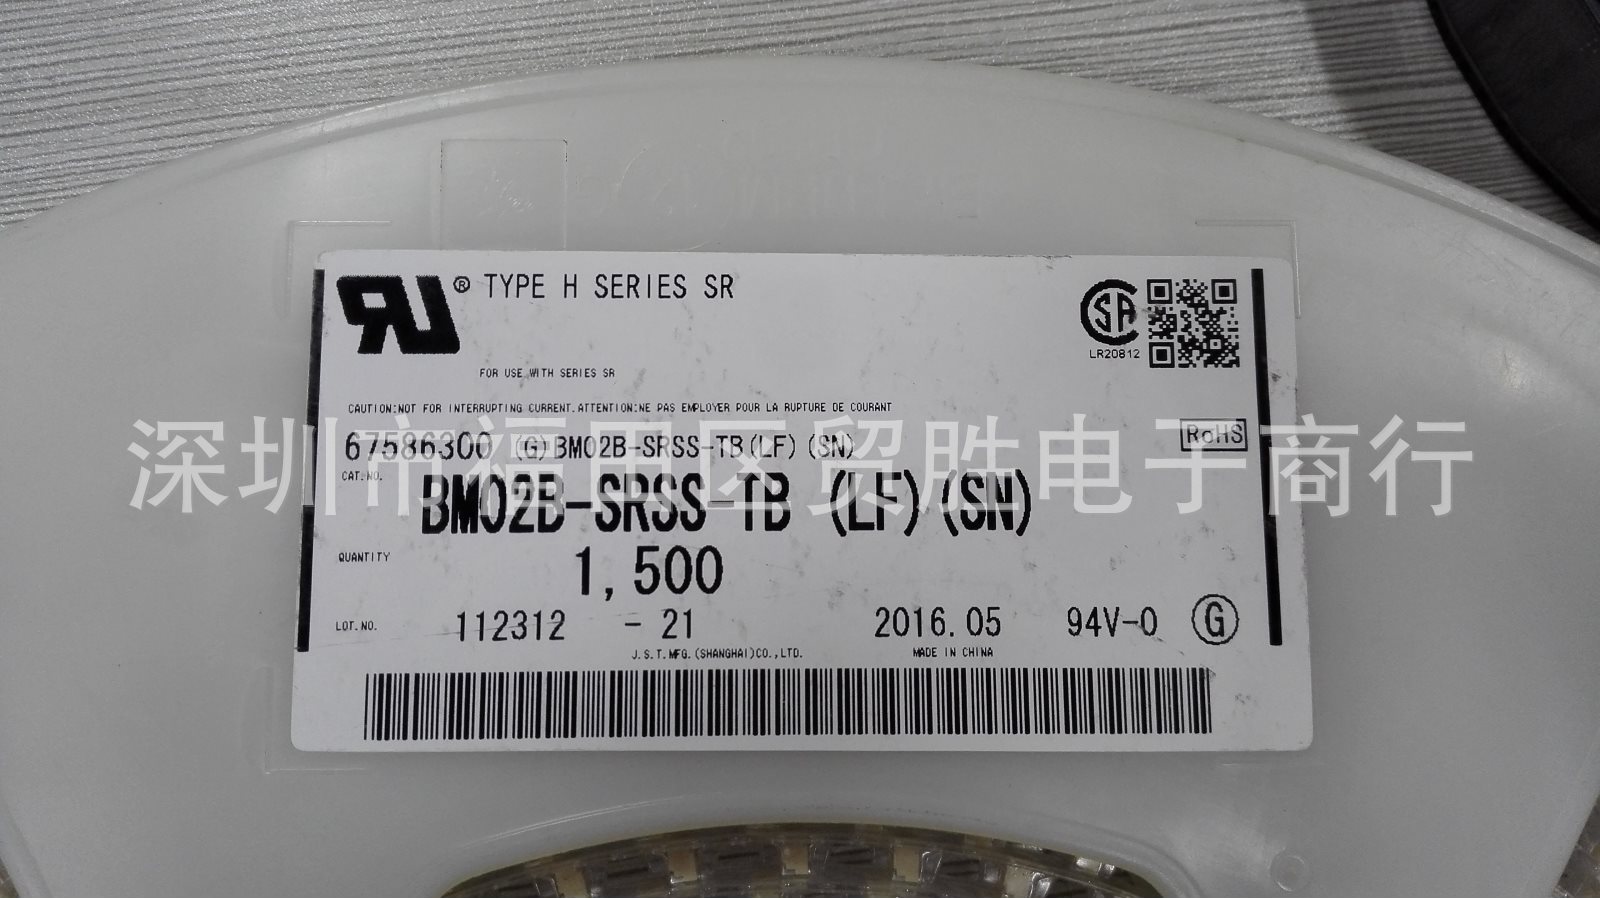 RU® TYPE H SERIES SR
CSA
LR20812
FOR USE WITH SERIES SR
CAUTION:NOT FOR INTERRUPTING CURRENT. ATTENTION:NE PAS EMPLOYER POUR LA RUPTURE DE COURANT
67586300 (G)BM02B-SRSS-TB(LF)(SN)
RoHS
深圳市福田区贸胜电子商行
CAT.NO.
BM02B-SRSS-TB (LF)(SN)
QUANTITY
1,500
LOT.NO. 112312 - 21 2016.05 94V-0 G
J.S.T.MFG.(SHANGHAI)CO.,LTD. MADE IN CHINA